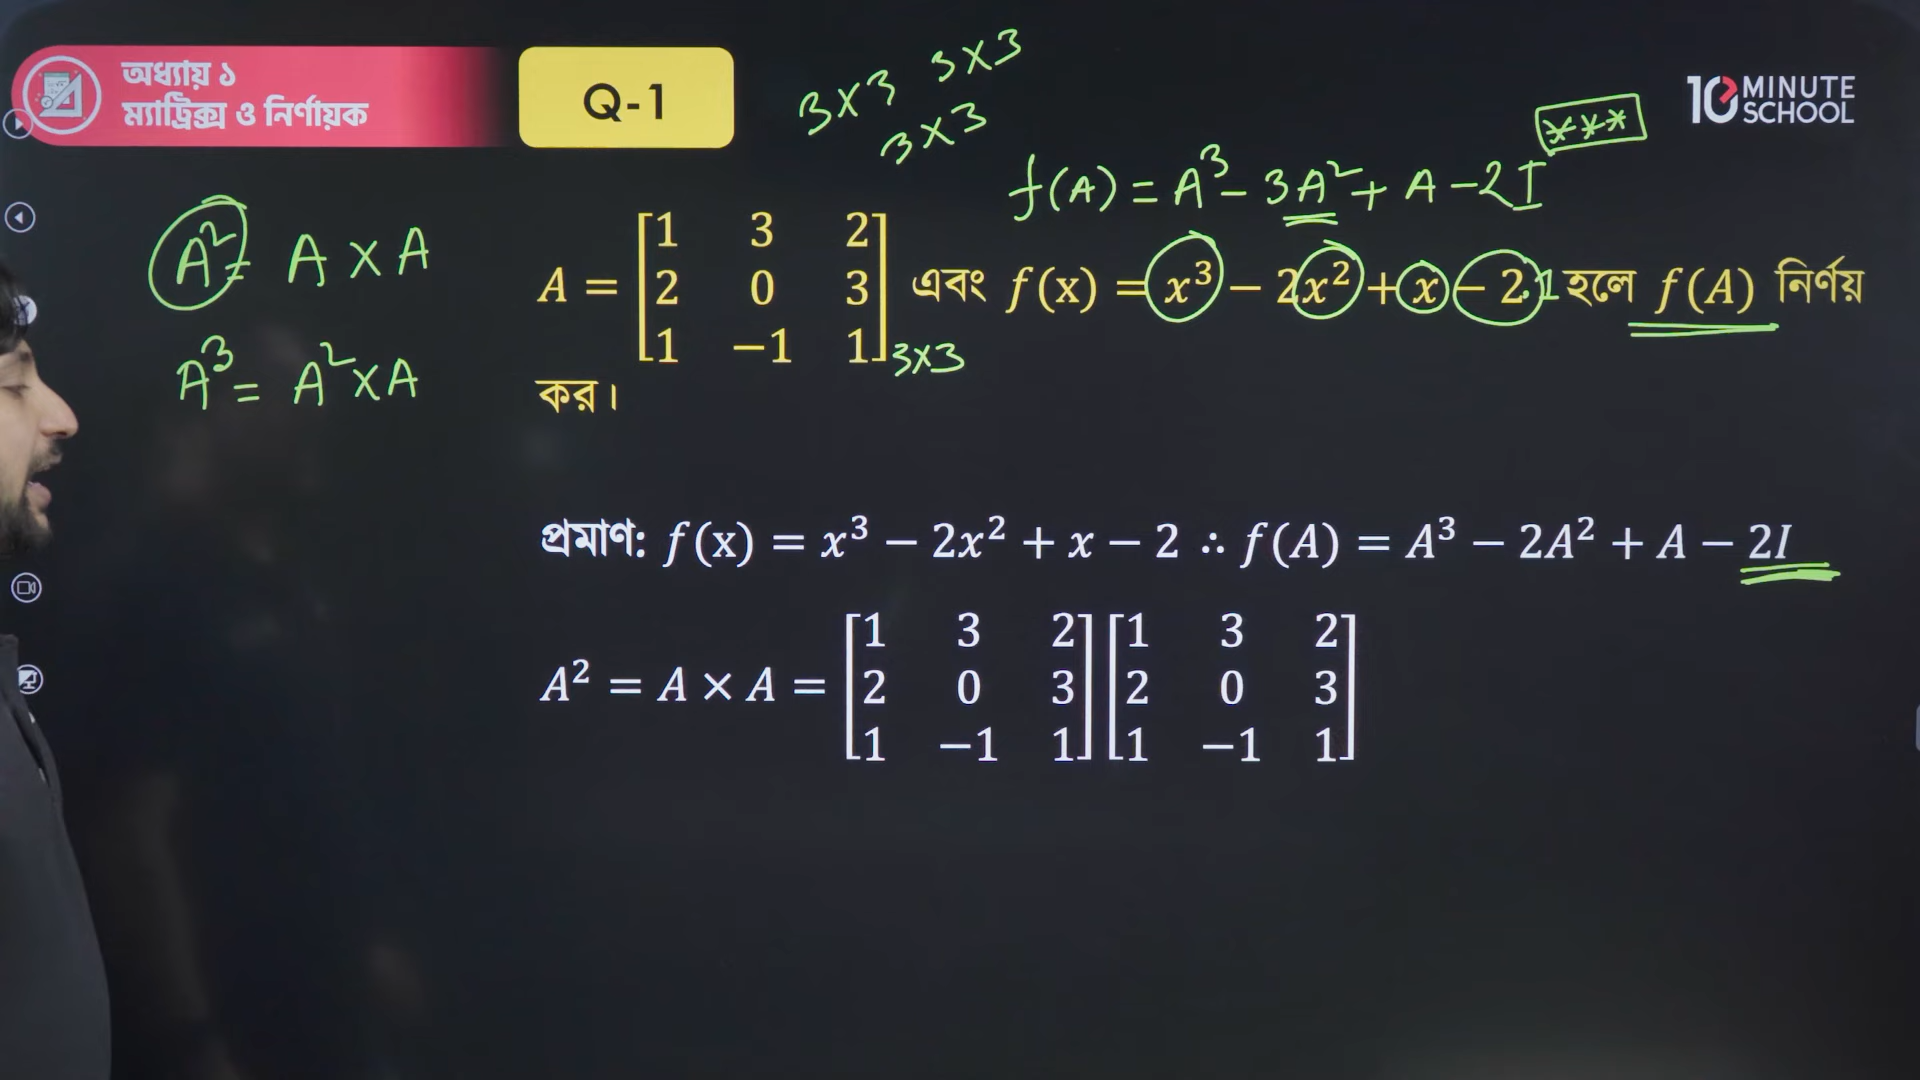 অধ্যায় ১
ম্যাট্রিক্স ও নির্ণায়ক
Q-1
3×3 3×3
3×3
10 MINUTE SCHOOL
***
f(A) = A³ - 3A² + A - 2I
A² = A × A
A³ = A² × A
A = [1 3 2
2 0 3
1 −1 1] 3×3 এবং f(x) = x³ − 2x² + x − 2.1 হলে f(A) নির্ণয়
কর।
প্রমাণ: f(x) = x³ − 2x² + x − 2 ∴ f(A) = A³ − 2A² + A − 2I
A² = A × A = [1 3 2] [1 3 2]
[2 0 3] [2 0 3]
[1 −1 1] [1 −1 1]